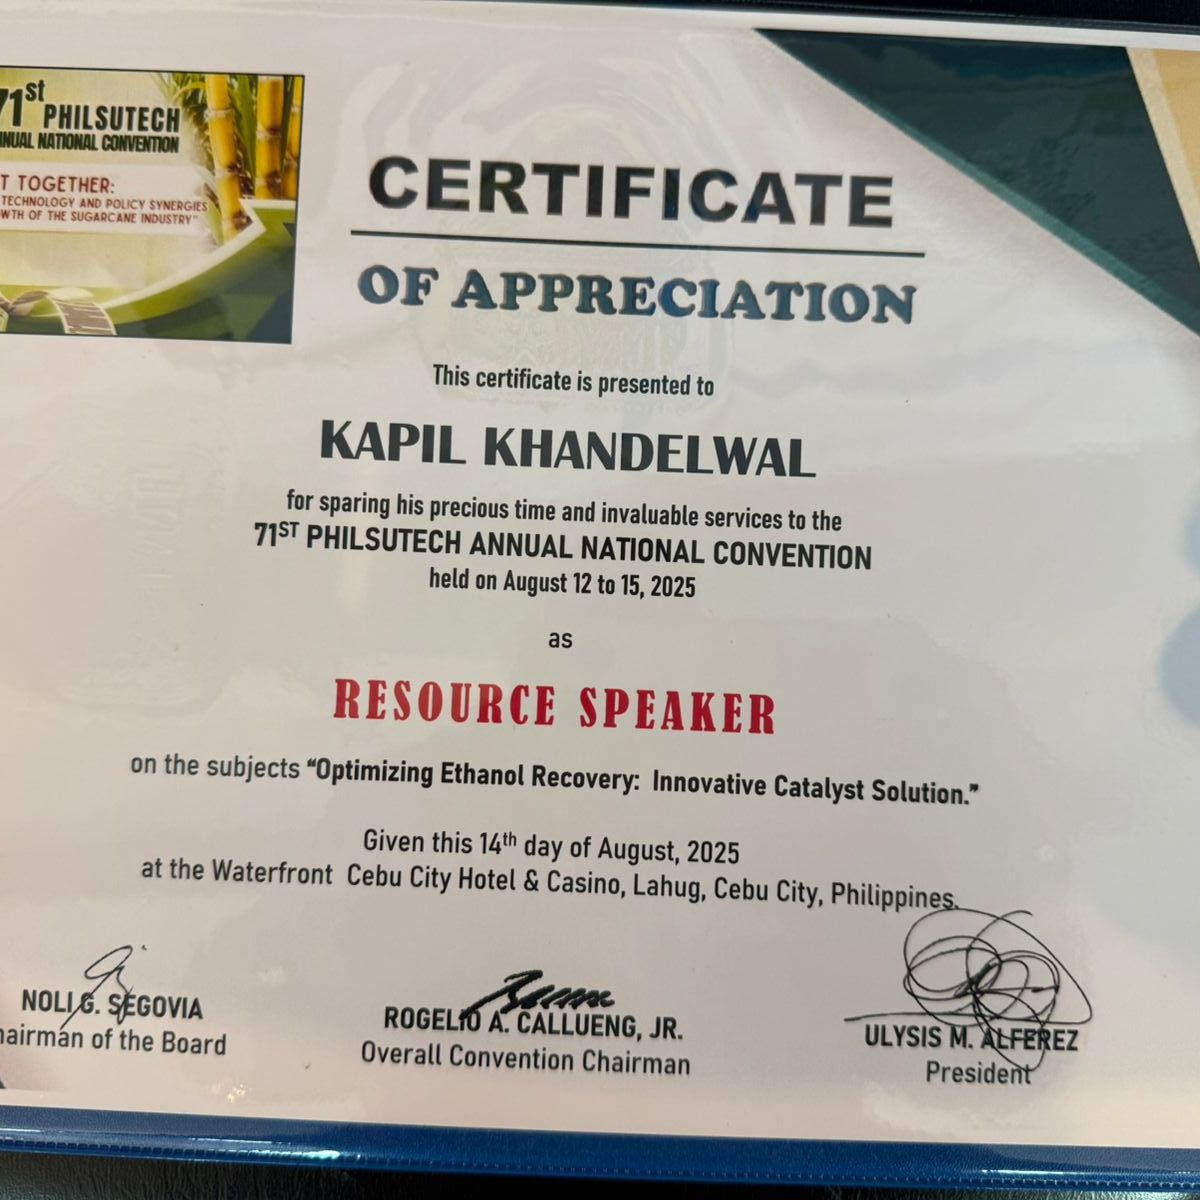 71st PHILSUTECH
NUAL NATIONAL CONVENTION
T TOGETHER:
TECHNOLOGY AND POLICY SYNERGIES
WTH OF THE SUGARCANE INDUSTRY"
CERTIFICATE
OF APPRECIATION
This certificate is presented to
KAPIL KHANDELWAL
for sparing his precious time and invaluable services to the
71ST PHILSUTECH ANNUAL NATIONAL CONVENTION
held on August 12 to 15, 2025
as
RESOURCE SPEAKER
on the subjects “Optimizing Ethanol Recovery: Innovative Catalyst Solution.”
Given this 14th day of August, 2025
at the Waterfront Cebu City Hotel & Casino, Lahug, Cebu City, Philippines.
NOLI G. SEGOVIA
hairman of the Board
ROGELIO A. CALLUENG, JR.
Overall Convention Chairman
ULYSIS M. ALFEREZ
President